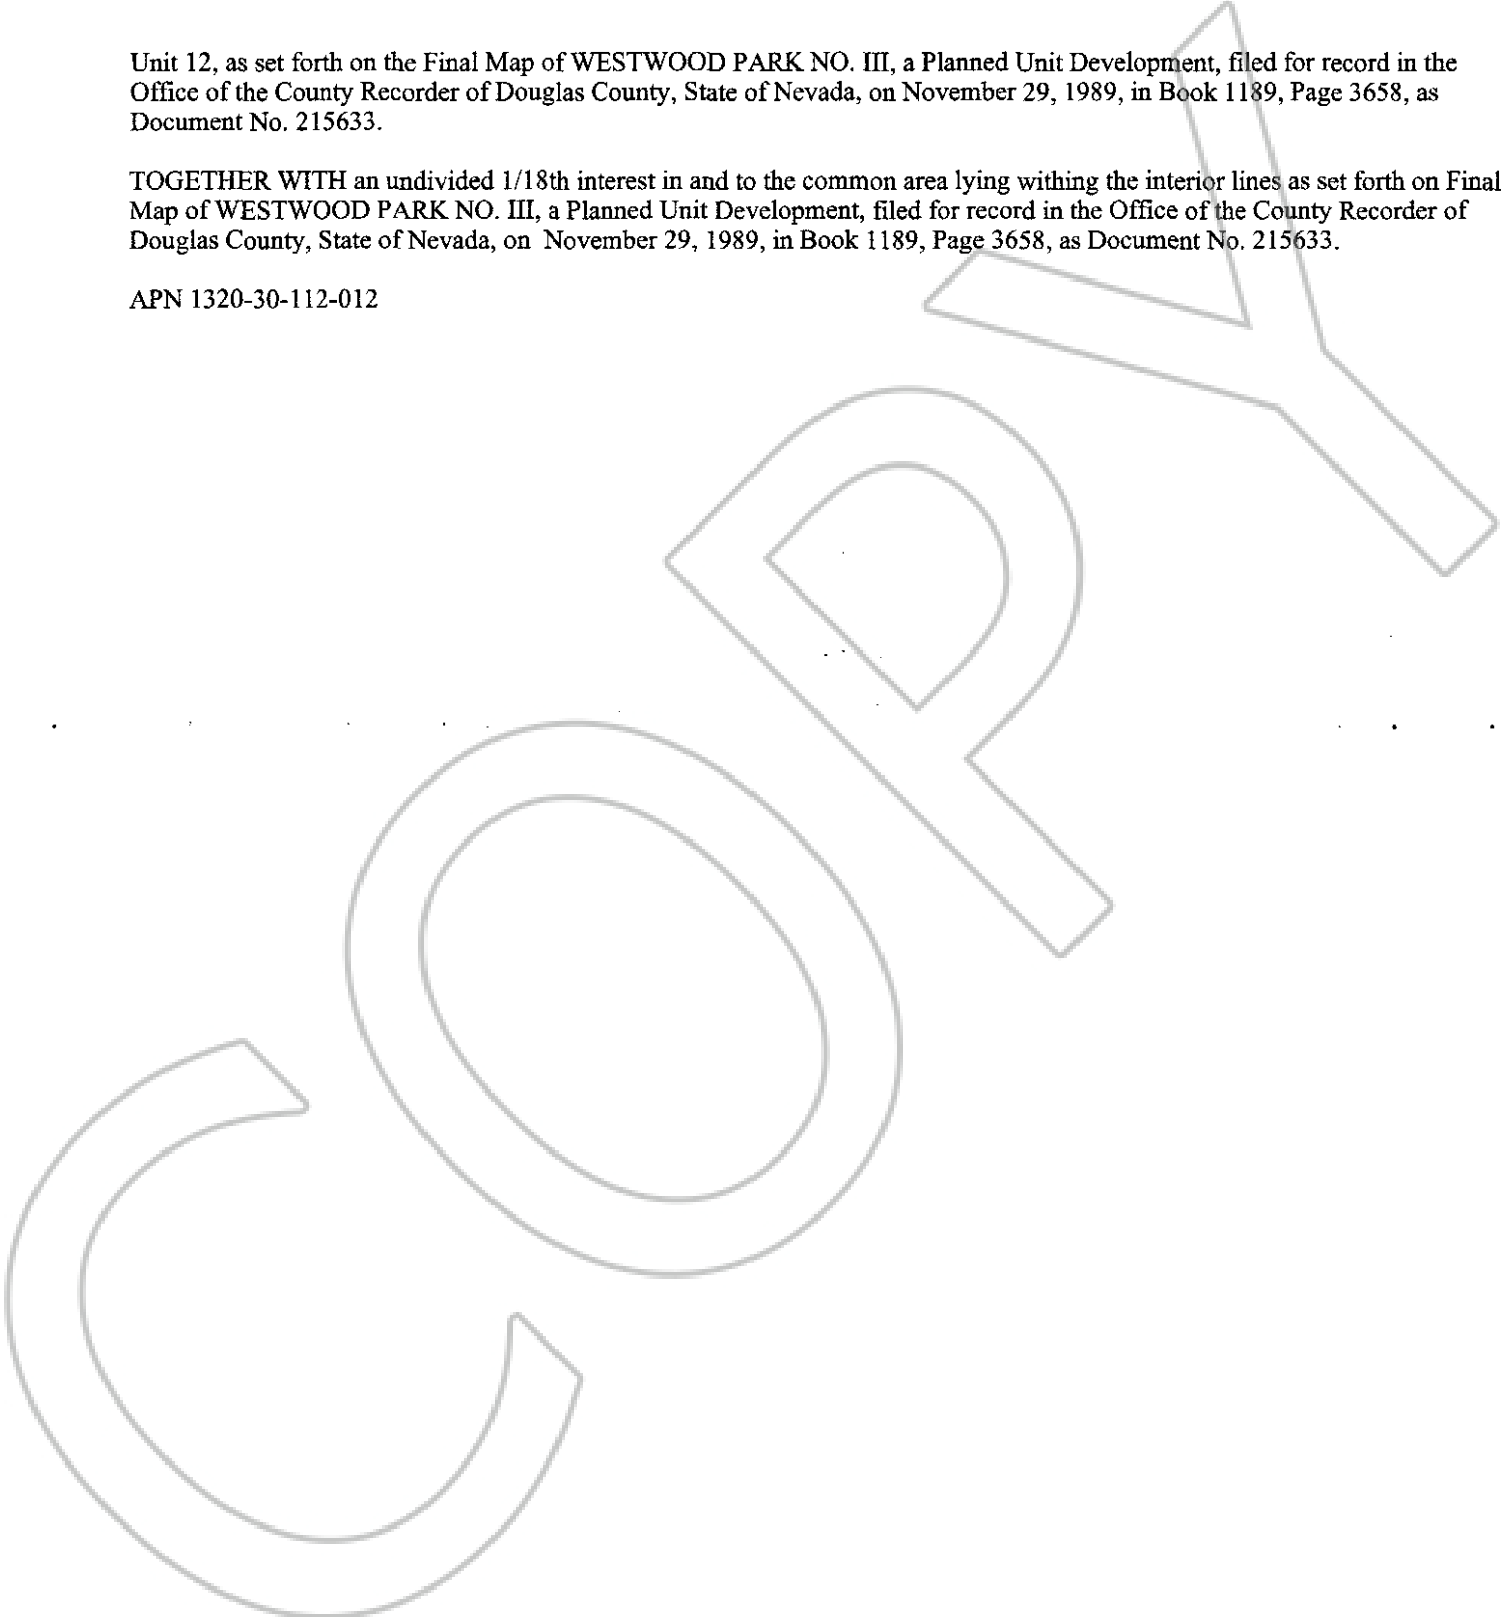 Unit 12, as set forth on the Final Map of WESTWOOD PARK NO. III, a Planned Unit Development, filed for record in the
Office of the County Recorder of Douglas County, State of Nevada, on November 29, 1989, in Book 1189, Page 3658, as
Document No. 215633.
TOGETHER WITH an undivided 1/18th interest in and to the common area lying withing the interior lines as set forth on Final
Map of WESTWOOD PARK NO. III, a Planned Unit Development, filed for record in the Office of the County Recorder of
Douglas County, State of Nevada, on November 29, 1989, in Book 1189, Page 3658, as Document No. 215633.
APN 1320-30-112-012
COPY